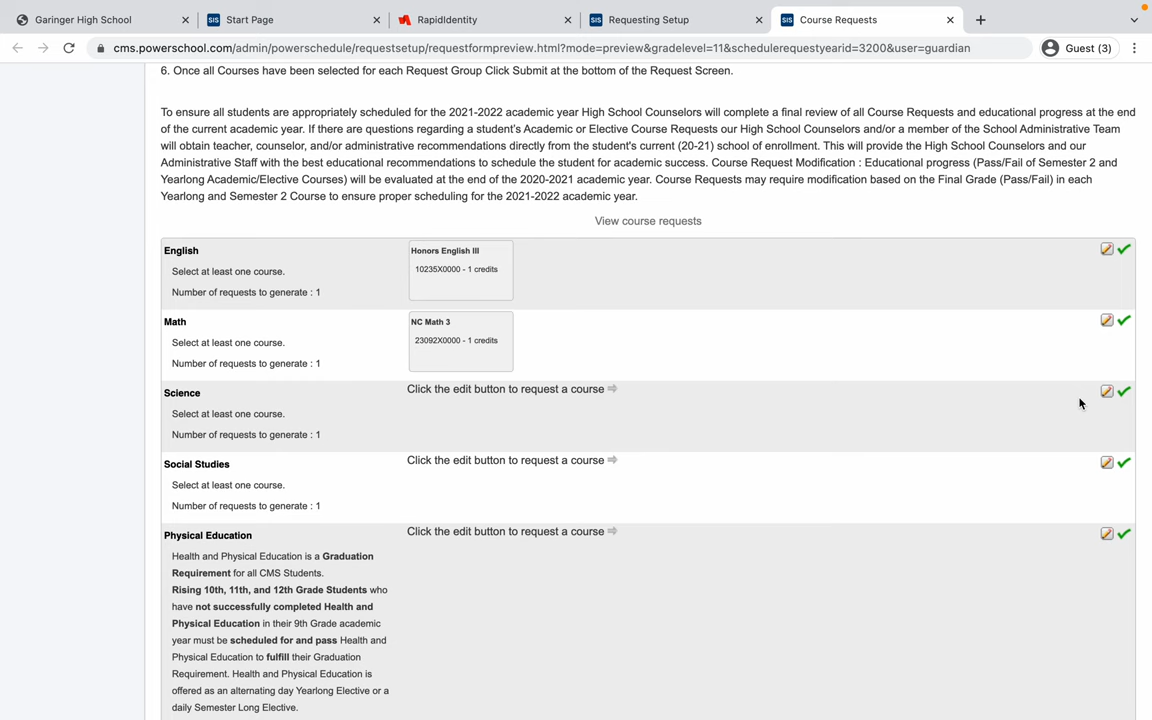 Garinger High School
SIS Start Page
RapidIdentity
SIS Requesting Setup
SIS Course Requests
cms.powerschool.com/admin/powerschedule/requestsetup/requestformpreview.html?mode=preview&gradelevel=11&schedulerequestyearid=3200&user=guardian
Guest (3)
6. Once all Courses have been selected for each Request Group Click Submit at the bottom of the Request Screen.
To ensure all students are appropriately scheduled for the 2021-2022 academic year High School Counselors will complete a final review of all Course Requests and educational progress at the end
of the current academic year. If there are questions regarding a student's Academic or Elective Course Requests our High School Counselors and/or a member of the School Administrative Team
will obtain teacher, counselor, and/or administrative recommendations directly from the student's current (20-21) school of enrollment. This will provide the High School Counselors and our
Administrative Staff with the best educational recommendations to schedule the student for academic success. Course Request Modification : Educational progress (Pass/Fail of Semester 2 and
Yearlong Academic/Elective Courses) will be evaluated at the end of the 2020-2021 academic year. Course Requests may require modification based on the Final Grade (Pass/Fail) in each
Yearlong and Semester 2 Course to ensure proper scheduling for the 2021-2022 academic year.
View course requests
English
Select at least one course.
Number of requests to generate : 1
Honors English III
10235X0000 - 1 credits
Math
Select at least one course.
Number of requests to generate : 1
NC Math 3
23092X0000 - 1 credits
Science
Select at least one course.
Number of requests to generate : 1
Click the edit button to request a course
Social Studies
Select at least one course.
Number of requests to generate : 1
Click the edit button to request a course
Physical Education
Click the edit button to request a course
Health and Physical Education is a Graduation
Requirement for all CMS Students.
Rising 10th, 11th, and 12th Grade Students who
have not successfully completed Health and
Physical Education in their 9th Grade academic
year must be scheduled for and pass Health and
Physical Education to fulfill their Graduation
Requirement. Health and Physical Education is
offered as an alternating day Yearlong Elective or a
daily Semester Long Elective.